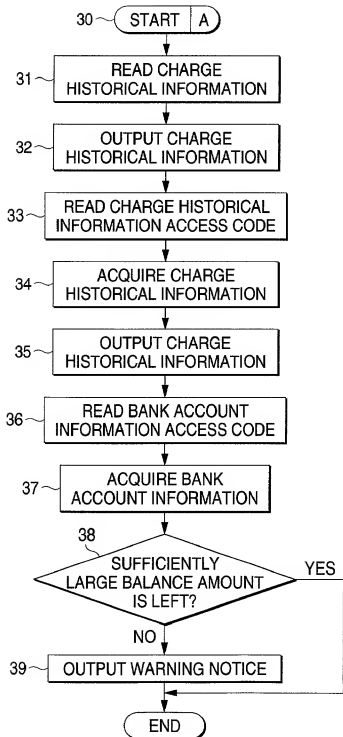 30 START A
31 READ CHARGE
HISTORICAL INFORMATION
32 OUTPUT CHARGE
HISTORICAL INFORMATION
33 READ CHARGE HISTORICAL
INFORMATION ACCESS CODE
34 ACQUIRE CHARGE
HISTORICAL INFORMATION
35 OUTPUT CHARGE
HISTORICAL INFORMATION
36 READ BANK ACCOUNT
INFORMATION ACCESS CODE
37 ACQUIRE BANK
ACCOUNT INFORMATION
38
SUFFICIENTLY
LARGE BALANCE AMOUNT
IS LEFT?
YES
NO
39 OUTPUT WARNING NOTICE
END